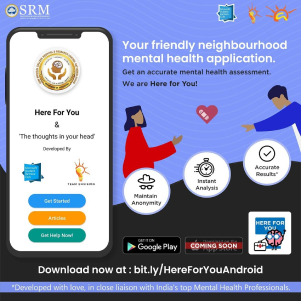 SRM
Your friendly neighbourhood
mental health application.
Get an accurate mental health assessment.
We are Here for you!
Here For You
&
'The thoughts in your head'
Developed By
TEAM ENVISION
Get Started!
Articles
Get Help Now!
Maintain
Anonymity
Instant
Analysis
Accurate
Results*
HERE
FOR
YOU
GET IT ON
Google Play
COMING SOON
Download now at : bit.ly/HereForYouAndroid
*Developed with love, in close liaison with India's top Mental Health Professionals.